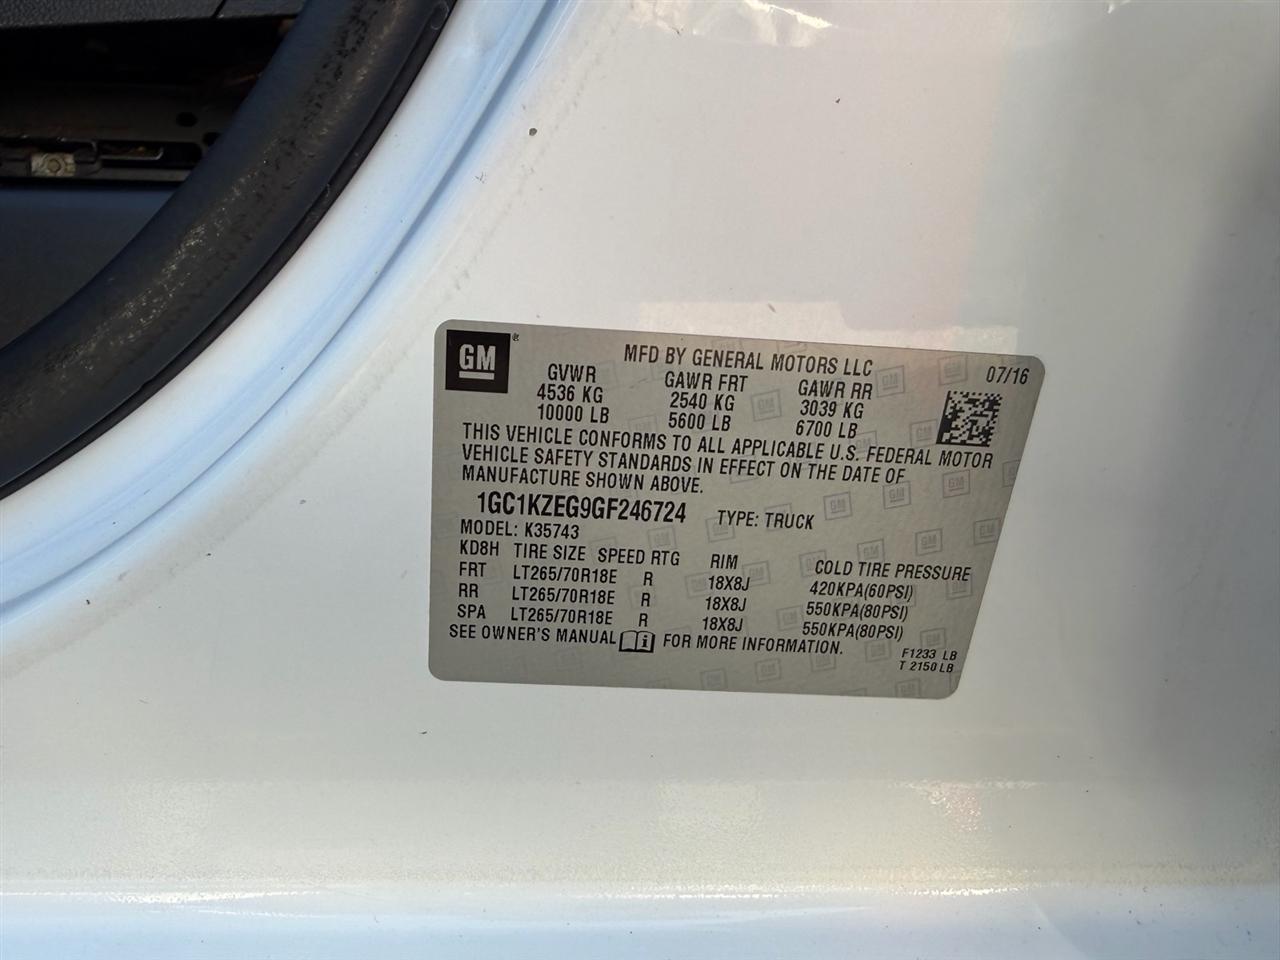 GM
MFD BY GENERAL MOTORS LLC
07/16
GVWR GAWR FRT GAWR RR
4536 KG 2540 KG 3039 KG
10000 LB 5600 LB 6700 LB
THIS VEHICLE CONFORMS TO ALL APPLICABLE U.S. FEDERAL MOTOR
VEHICLE SAFETY STANDARDS IN EFFECT ON THE DATE OF
MANUFACTURE SHOWN ABOVE.
1GC1KZEG9GF246724 TYPE: TRUCK
MODEL: K35743
KD8H TIRE SIZE SPEED RTG RIM COLD TIRE PRESSURE
FRT LT265/70R18E R 18X8J 420KPA(60PSI)
RR LT265/70R18E R 18X8J 550KPA(80PSI)
SPA LT265/70R18E R 18X8J 550KPA(80PSI)
SEE OWNER'S MANUAL i FOR MORE INFORMATION.
F1233 LB
T 2150 LB